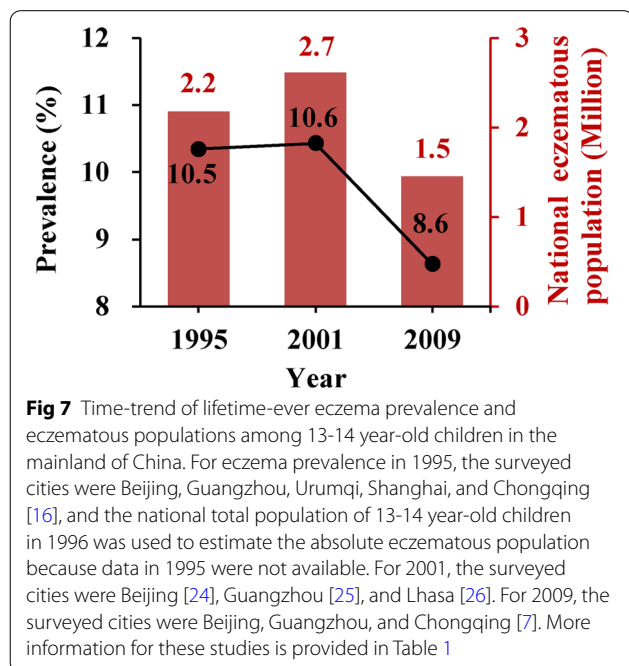 12
11
10
9
8
Prevalence (%)
2.2
2.7
1.5
10.5
10.6
8.6
3
2
1
0
National eczematous
population (Million)
1995 2001 2009
Year
Fig 7 Time-trend of lifetime-ever eczema prevalence and
eczematous populations among 13-14 year-old children in the
mainland of China. For eczema prevalence in 1995, the surveyed
cities were Beijing, Guangzhou, Urumqi, Shanghai, and Chongqing
[16], and the national total population of 13-14 year-old children
in 1996 was used to estimate the absolute eczematous population
because data in 1995 were not available. For 2001, the surveyed
cities were Beijing [24], Guangzhou [25], and Lhasa [26]. For 2009, the
surveyed cities were Beijing, Guangzhou, and Chongqing [7]. More
information for these studies is provided in Table 1